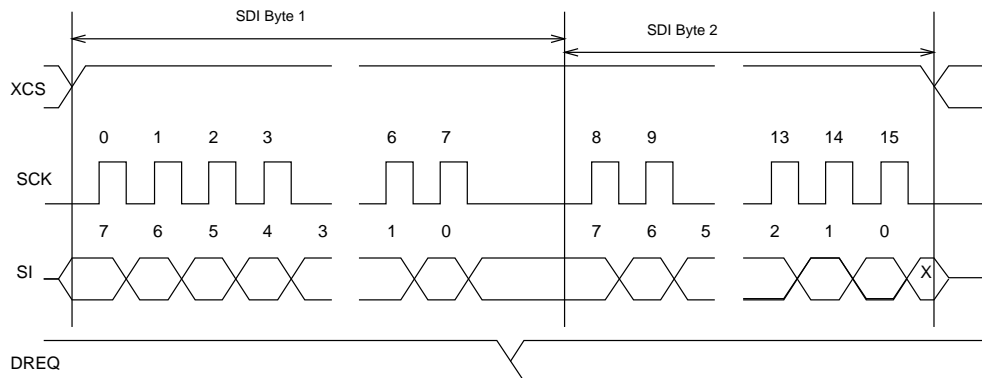 SDI Byte 1
SDI Byte 2
XCS
0 1 2 3 6 7 8 9 13 14 15
SCK
7 6 5 4 3 1 0 7 6 5 2 1 0
SI
X
DREQ